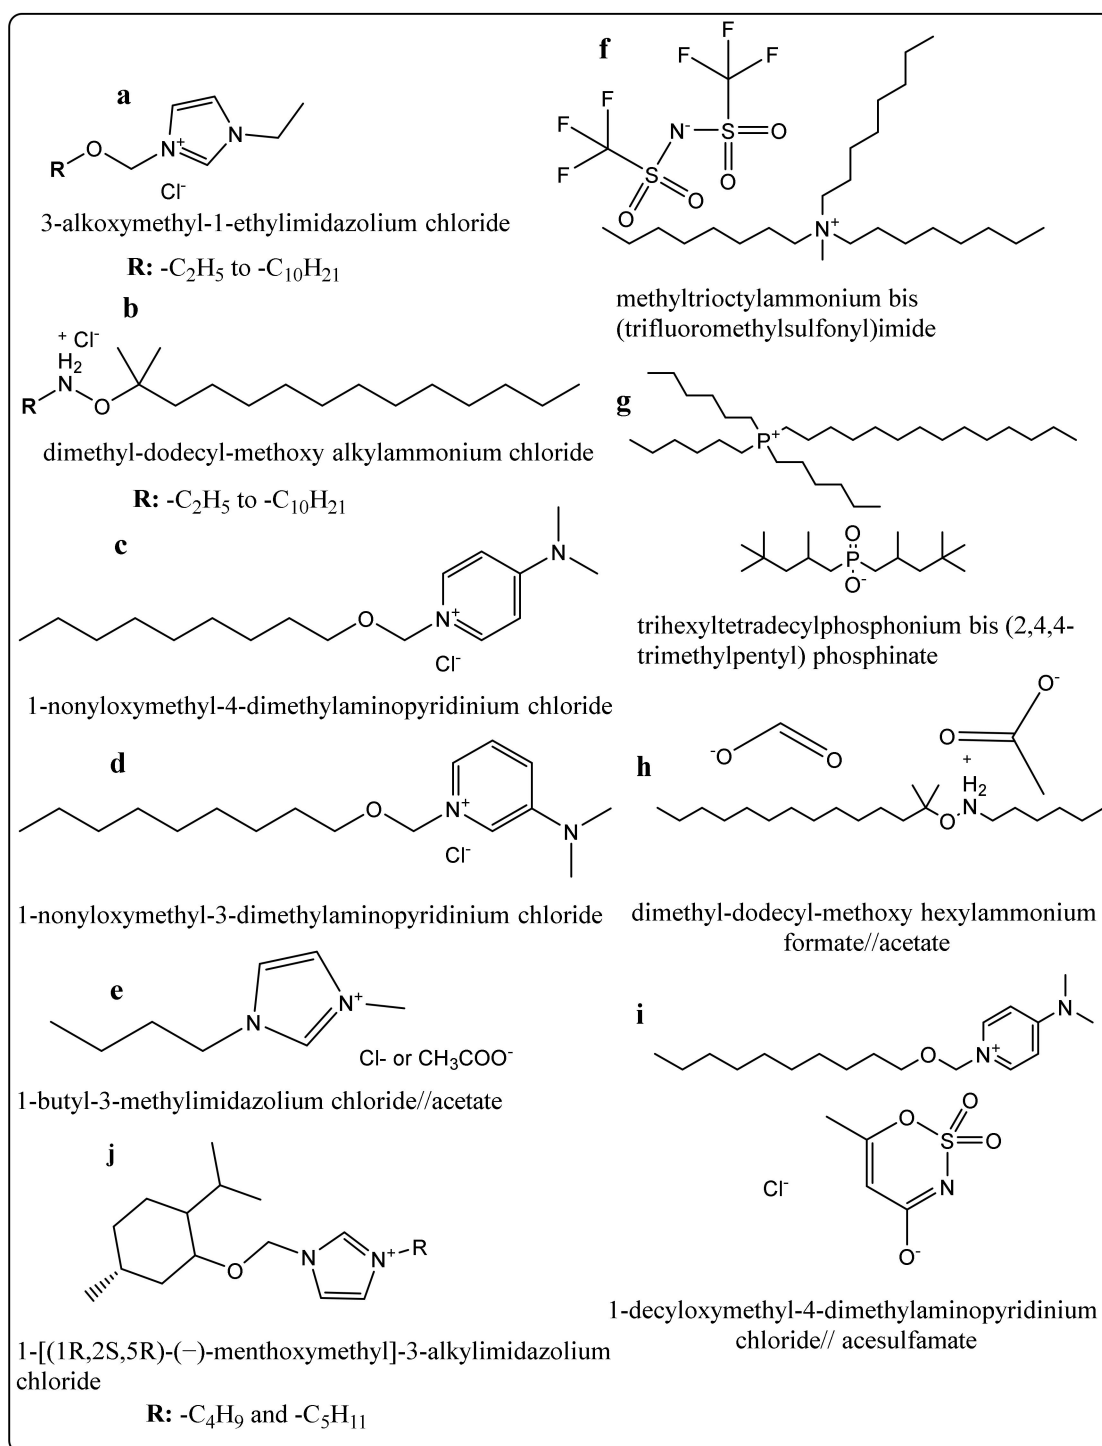 a
R
O
N+
N
Cl-
3-alkoxymethyl-1-ethylimidazolium chloride
R: -C2H5 to -C10H21
b
+ Cl-
H2
N
R
O
dimethyl-dodecyl-methoxy alkylammonium chloride
R: -C2H5 to -C10H21
c
N
O
N+
Cl-
1-nonyloxymethyl-4-dimethylaminopyridinium chloride
d
O
N+
N
Cl-
1-nonyloxymethyl-3-dimethylaminopyridinium chloride
e
N
N+
Cl- or CH3COO-
1-butyl-3-methylimidazolium chloride//acetate
j
O
N
N+
R
1-[(1R,2S,5R)-(−)-menthoxymethyl]-3-alkylimidazolium
chloride
R: -C4H9 and -C5H11
f
F
F F
F
F
F
N-
S
O
O
S
O
O
N+
methyltrioctylammonium bis
(trifluoromethylsulfonyl)imide
g
P+
O
P
O-
trihexyltetradecylphosphonium bis (2,4,4-
trimethylpentyl) phosphinate
h
-O
O
O-
O
+
H2
N
O
dimethyl-dodecyl-methoxy hexylammonium
formate//acetate
i
N
O
N+
O
S
O
O
N
O-
Cl-
1-decyloxymethyl-4-dimethylaminopyridinium
chloride// acesulfamate